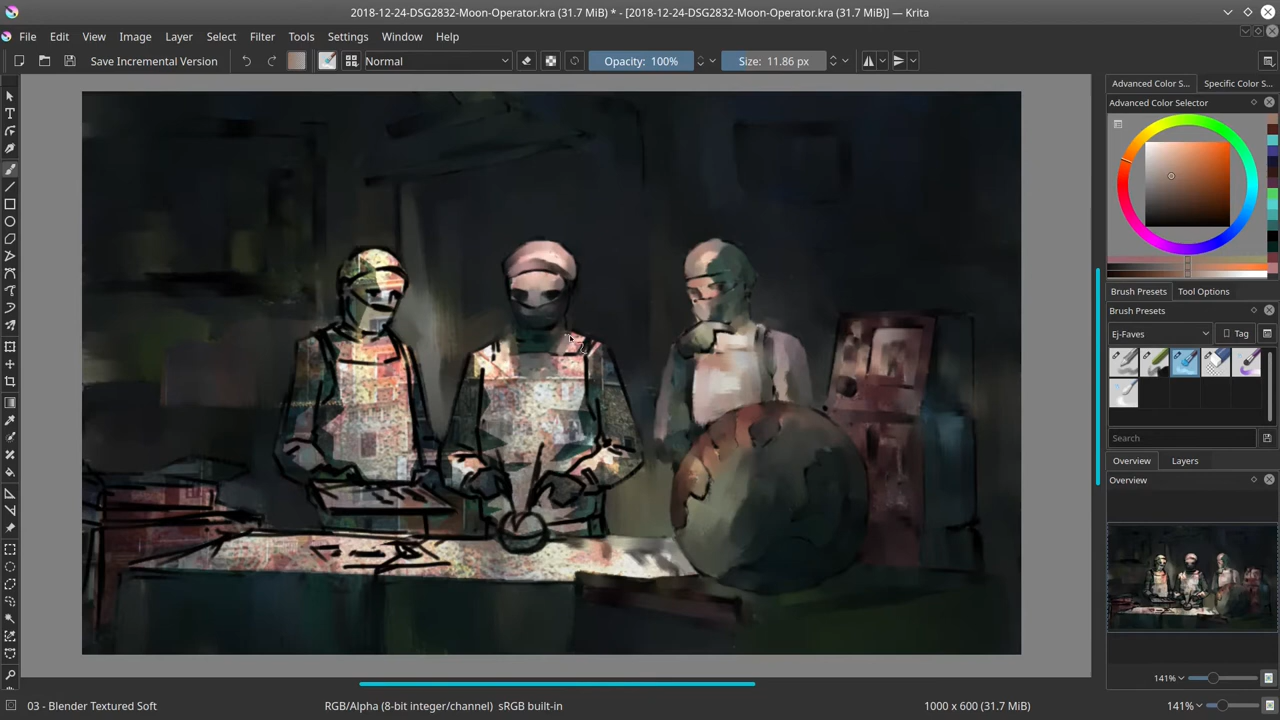 2018-12-24-DSG2832-Moon-Operator.kra (31.7 MiB) * - [2018-12-24-DSG2832-Moon-Operator.kra (31.7 MiB)] — Krita
File Edit View Image Layer Select Filter Tools Settings Window Help
Save Incremental Version Normal Opacity: 100% Size: 11.86 px
Advanced Color S... Specific Color S...
Advanced Color Selector
Brush Presets Tool Options
Brush Presets
Ej-Faves Tag
Search
Overview Layers
Overview
141%
03 - Blender Textured Soft RGB/Alpha (8-bit integer/channel) sRGB built-in 1000 x 600 (31.7 MiB) 141%